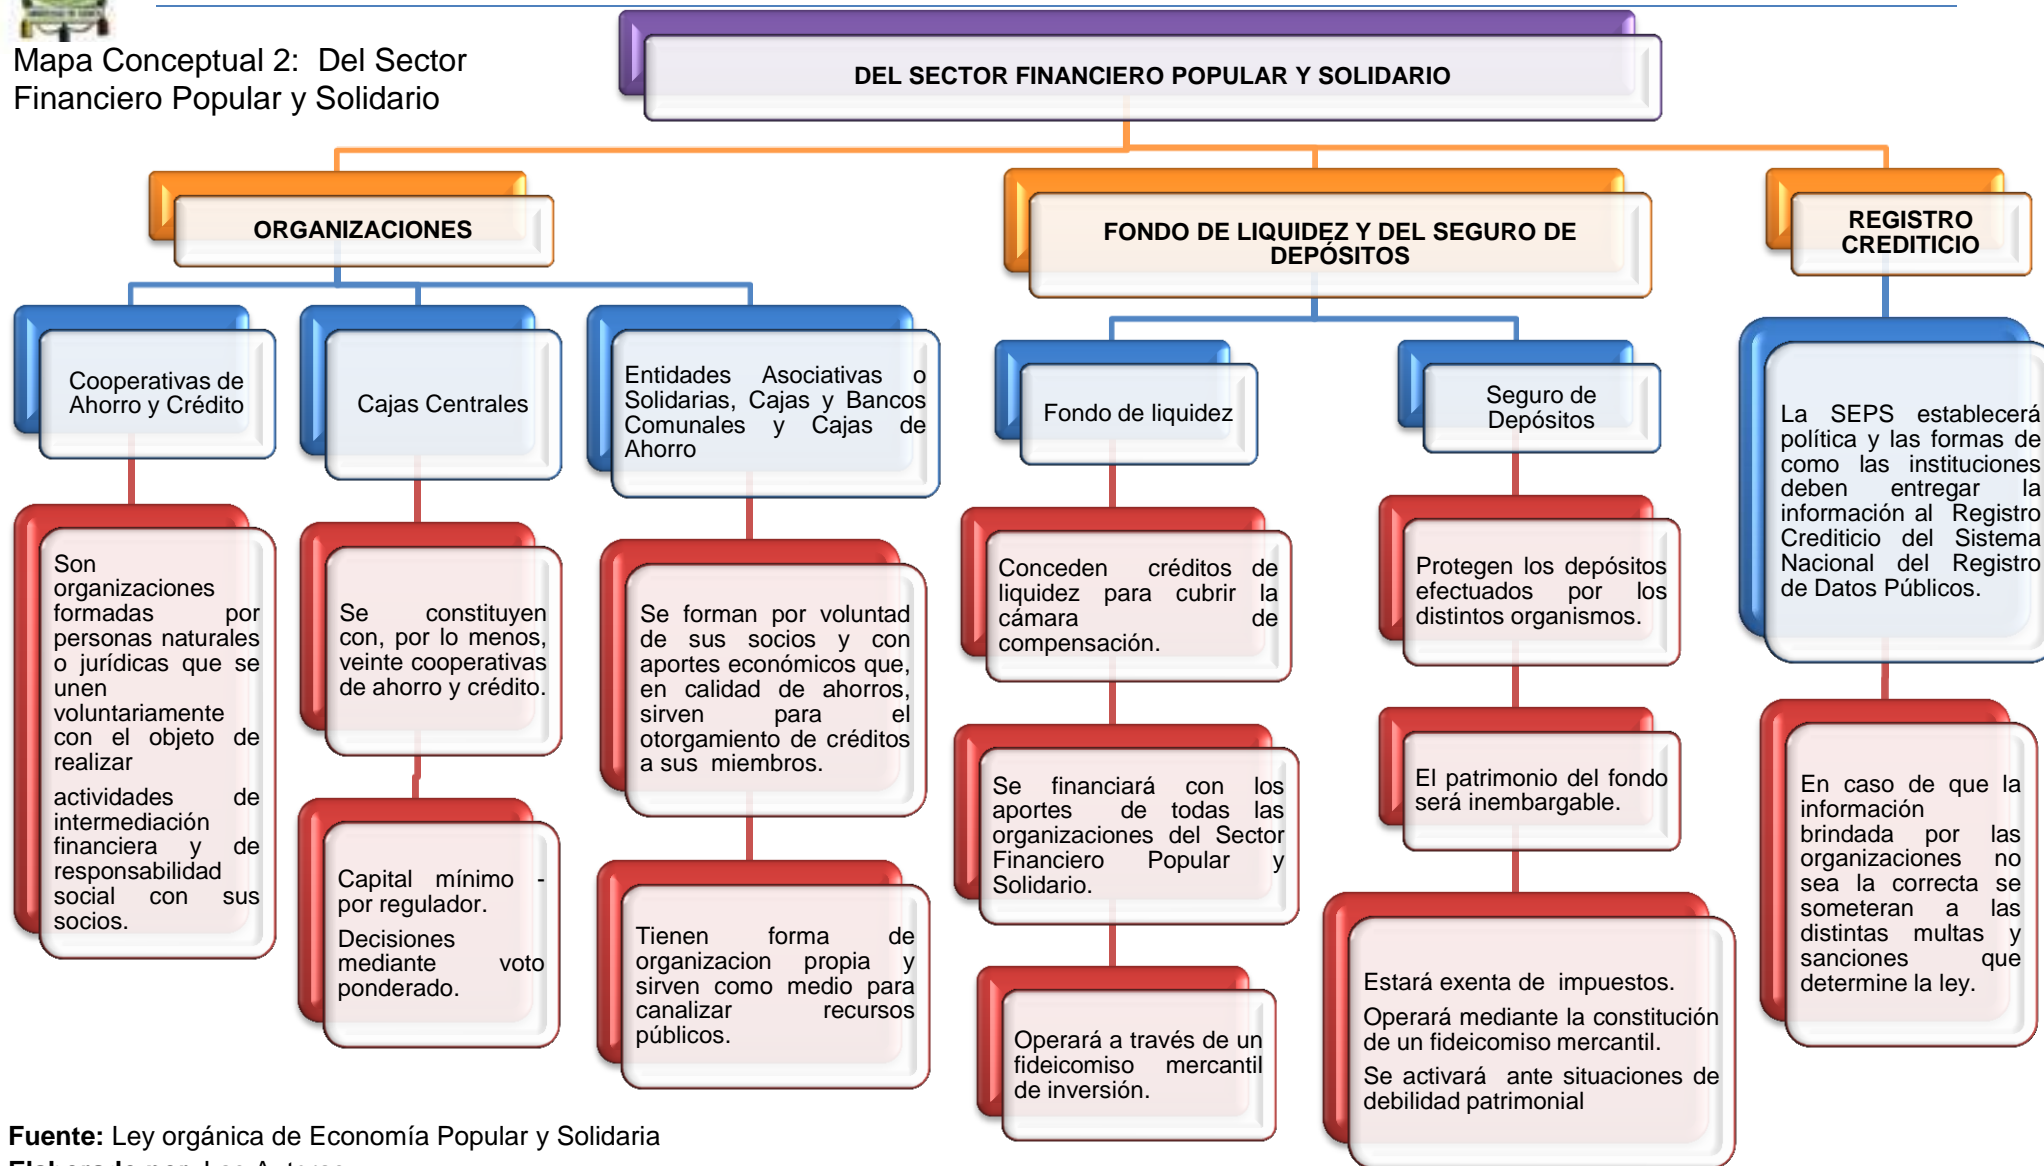 Mapa Conceptual 2: Del Sector
Financiero Popular y Solidario
DEL SECTOR FINANCIERO POPULAR Y SOLIDARIO
ORGANIZACIONES
FONDO DE LIQUIDEZ Y DEL SEGURO DE
DEPÓSITOS
REGISTRO
CREDITICIO
Cooperativas de
Ahorro y Crédito
Son
organizaciones
formadas por
personas naturales
o jurídicas que se
unen
voluntariamente
con el objeto de
realizar
actividades de
intermediación
financiera y de
responsabilidad
social con sus
socios.
Cajas Centrales
Se constituyen
con, por lo menos,
veinte cooperativas
de ahorro y crédito.
Capital mínimo -
por regulador.
Decisiones
mediante voto
ponderado.
Entidades Asociativas o
Solidarias, Cajas y Bancos
Comunales y Cajas de
Ahorro
Se forman por voluntad
de sus socios y con
aportes económicos que,
en calidad de ahorros,
sirven para el
otorgamiento de créditos
a sus miembros.
Tienen forma de
organizacion propia y
sirven como medio para
canalizar recursos
públicos.
Fondo de liquidez
Conceden créditos de
liquidez para cubrir la
cámara de
compensación.
Se financiará con los
aportes de todas las
organizaciones del Sector
Financiero Popular y
Solidario.
Operará a través de un
fideicomiso mercantil
de inversión.
Seguro de
Depósitos
Protegen los depósitos
efectuados por los
distintos organismos.
El patrimonio del fondo
será inembargable.
Estará exenta de impuestos.
Operará mediante la constitución
de un fideicomiso mercantil.
Se activará ante situaciones de
debilidad patrimonial
La SEPS establecerá
política y las formas de
como las instituciones
deben entregar la
información al Registro
Crediticio del Sistema
Nacional del Registro
de Datos Públicos.
En caso de que la
información
brindada por las
organizaciones no
sea la correcta se
someteran a las
distintas multas y
sanciones que
determine la ley.
Fuente: Ley orgánica de Economía Popular y Solidaria